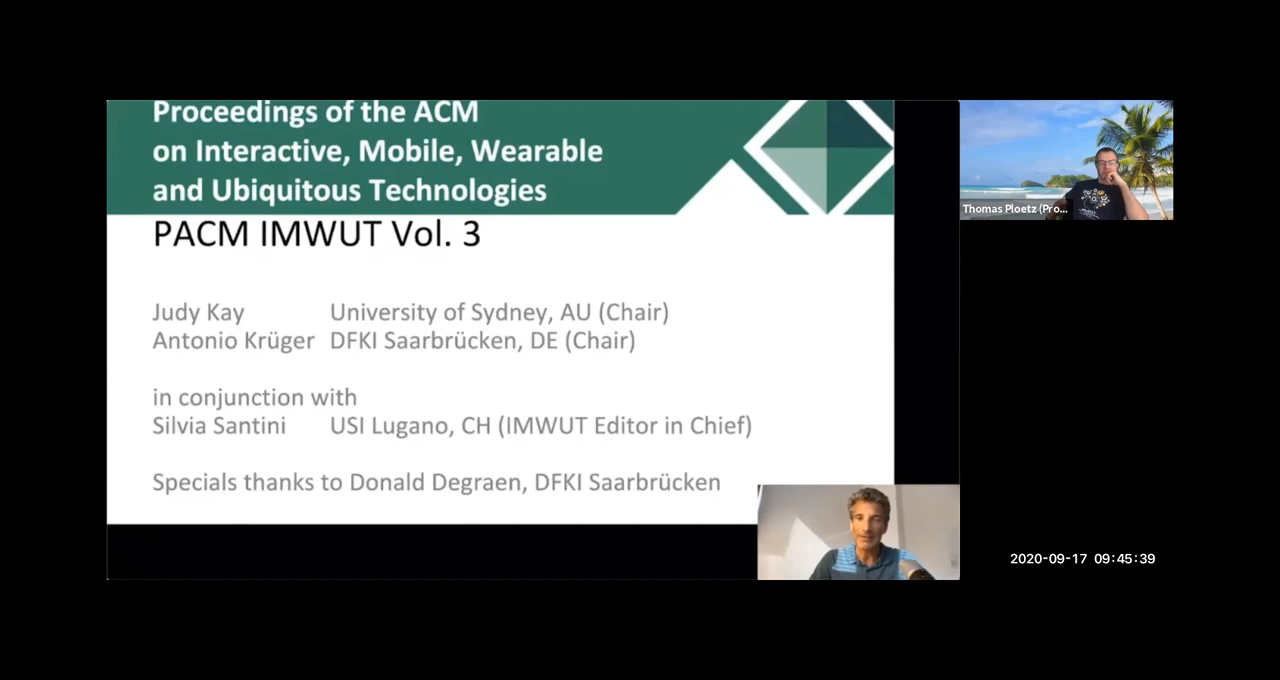 Proceedings of the ACM
on Interactive, Mobile, Wearable
and Ubiquitous Technologies
PACM IMWUT Vol. 3
Judy Kay University of Sydney, AU (Chair)
Antonio Krüger DFKI Saarbrücken, DE (Chair)
in conjunction with
Silvia Santini USI Lugano, CH (IMWUT Editor in Chief)
Specials thanks to Donald Degraen, DFKI Saarbrücken
Thomas Ploetz (Pro...
2020-09-17 09:45:39